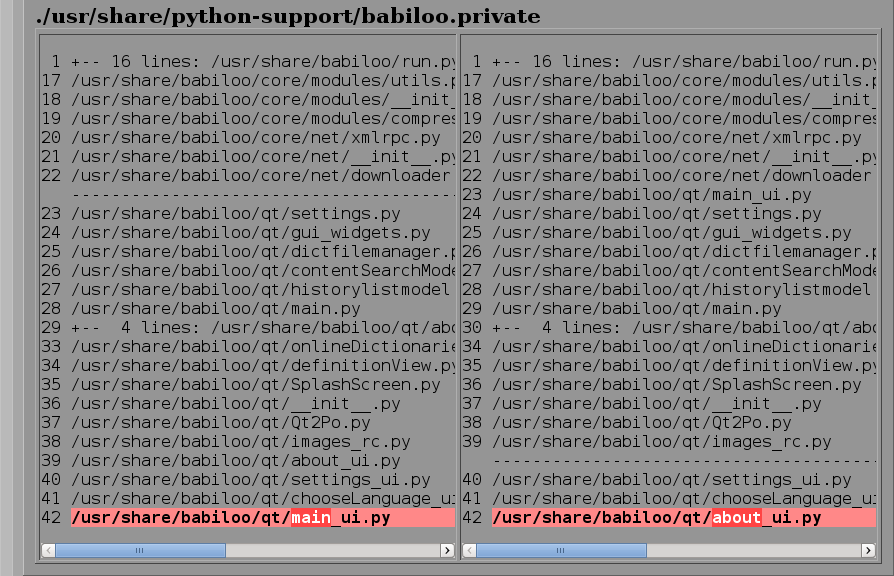 ./usr/share/python-support/babiloo.private
1 +-- 16 lines: /usr/share/babiloo/run.py
17 /usr/share/babiloo/core/modules/utils.p
18 /usr/share/babiloo/core/modules/__init_
19 /usr/share/babiloo/core/modules/compres
20 /usr/share/babiloo/core/net/xmlrpc.py
21 /usr/share/babiloo/core/net/__init__.py
22 /usr/share/babiloo/core/net/downloader
---------------------------------------
23 /usr/share/babiloo/qt/settings.py
24 /usr/share/babiloo/qt/gui_widgets.py
25 /usr/share/babiloo/qt/dictfilemanager.p
26 /usr/share/babiloo/qt/contentSearchMode
27 /usr/share/babiloo/qt/historylistmodel
28 /usr/share/babiloo/qt/main.py
29 +--  4 lines: /usr/share/babiloo/qt/abo
33 /usr/share/babiloo/qt/onlineDictionarie
34 /usr/share/babiloo/qt/definitionView.py
35 /usr/share/babiloo/qt/SplashScreen.py
36 /usr/share/babiloo/qt/__init__.py
37 /usr/share/babiloo/qt/Qt2Po.py
38 /usr/share/babiloo/qt/images_rc.py
39 /usr/share/babiloo/qt/about_ui.py
40 /usr/share/babiloo/qt/settings_ui.py
41 /usr/share/babiloo/qt/chooseLanguage_ui
42 /usr/share/babiloo/qt/main_ui.py
1 +-- 16 lines: /usr/share/babiloo/run.py
17 /usr/share/babiloo/core/modules/utils.p
18 /usr/share/babiloo/core/modules/__init_
19 /usr/share/babiloo/core/modules/compres
20 /usr/share/babiloo/core/net/xmlrpc.py
21 /usr/share/babiloo/core/net/__init__.py
22 /usr/share/babiloo/core/net/downloader
23 /usr/share/babiloo/qt/main_ui.py
24 /usr/share/babiloo/qt/settings.py
25 /usr/share/babiloo/qt/gui_widgets.py
26 /usr/share/babiloo/qt/dictfilemanager.p
27 /usr/share/babiloo/qt/contentSearchMode
28 /usr/share/babiloo/qt/historylistmodel
29 /usr/share/babiloo/qt/main.py
30 +--  4 lines: /usr/share/babiloo/qt/abo
34 /usr/share/babiloo/qt/onlineDictionarie
35 /usr/share/babiloo/qt/definitionView.py
36 /usr/share/babiloo/qt/SplashScreen.py
37 /usr/share/babiloo/qt/__init__.py
38 /usr/share/babiloo/qt/Qt2Po.py
39 /usr/share/babiloo/qt/images_rc.py
---------------------------------------
40 /usr/share/babiloo/qt/settings_ui.py
41 /usr/share/babiloo/qt/chooseLanguage_ui
42 /usr/share/babiloo/qt/about_ui.py